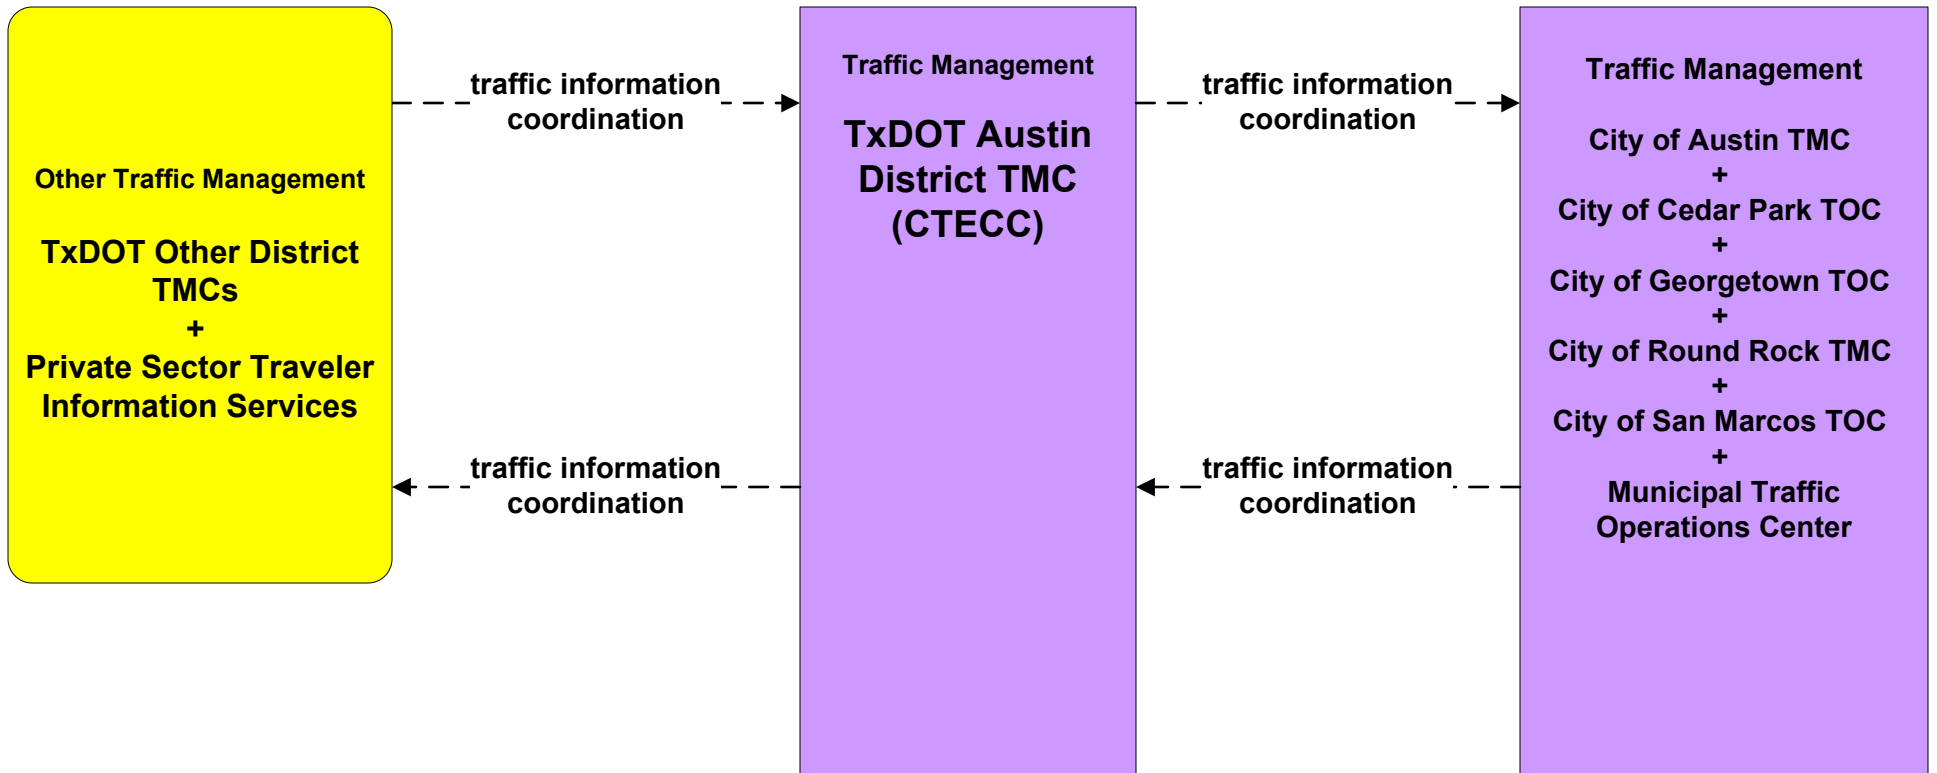 Other Traffic Management
TxDOT Other District
TMCs
+
Private Sector Traveler
Information Services
traffic information
coordination
traffic information
coordination
Traffic Management
TxDOT Austin
District TMC
(CTECC)
traffic information
coordination
traffic information
coordination
Traffic Management
City of Austin TMC
+
City of Cedar Park TOC
+
City of Georgetown TOC
+
City of Round Rock TMC
+
City of San Marcos TOC
+
Municipal Traffic
Operations Center